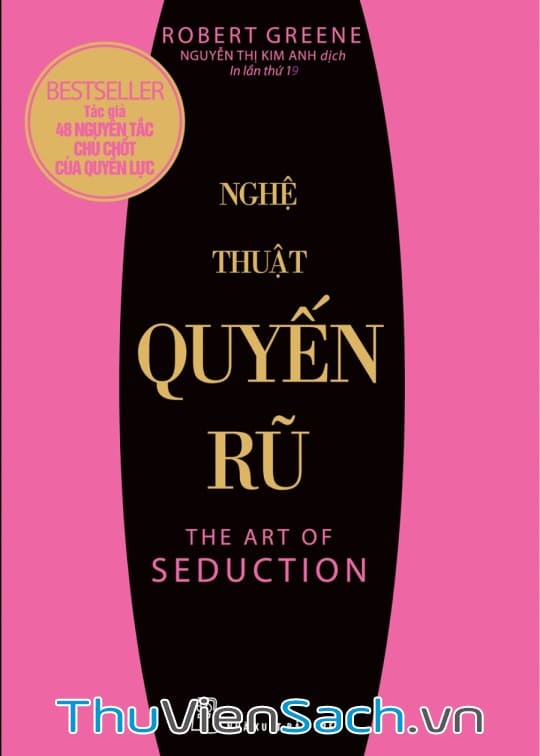 ROBERT GREENE
NGUYỄN THỊ KIM ANH dịch
In lần thứ 19
BESTSELLER
Tác giả
48 NGUYÊN TẮC
CHỦ CHỐT
CỦA QUYỀN LỰC
NGHỆ
THUẬT
QUYẾN
RŨ
THE ART OF
SEDUCTION
ThuVienSach.vn